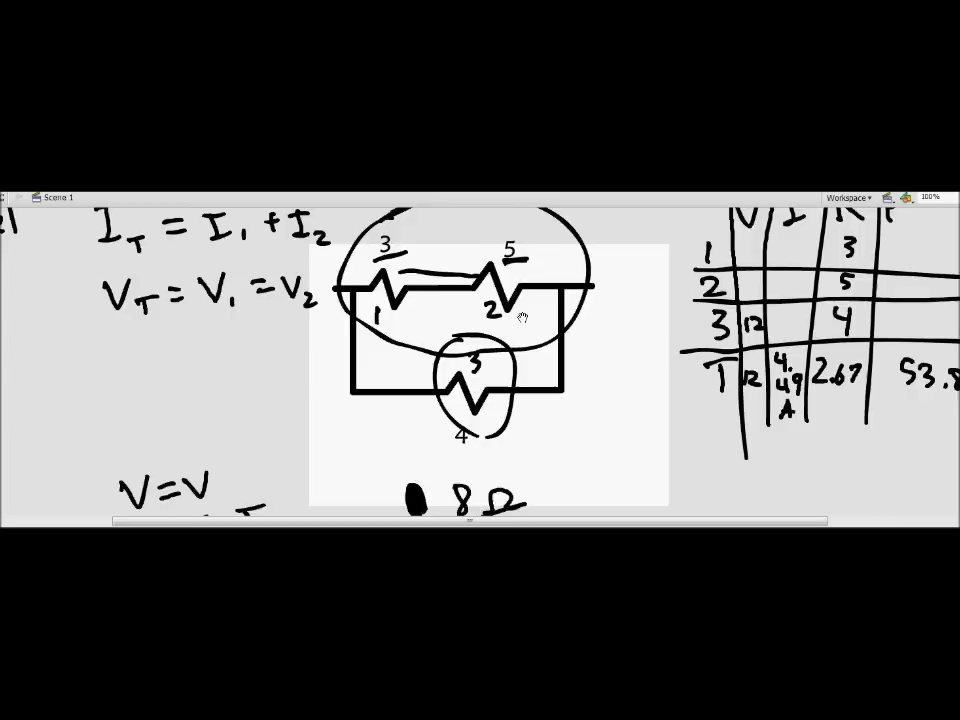 Scene 1
Workspace
100%
I_T = I_1 + I_2
V_T = V_1 = V_2
3
5
1
2
3
4
V=V
8 Ω
V I R P
1 3
2 5
3 12 4
T 12 4.49 A 2.67 53.8